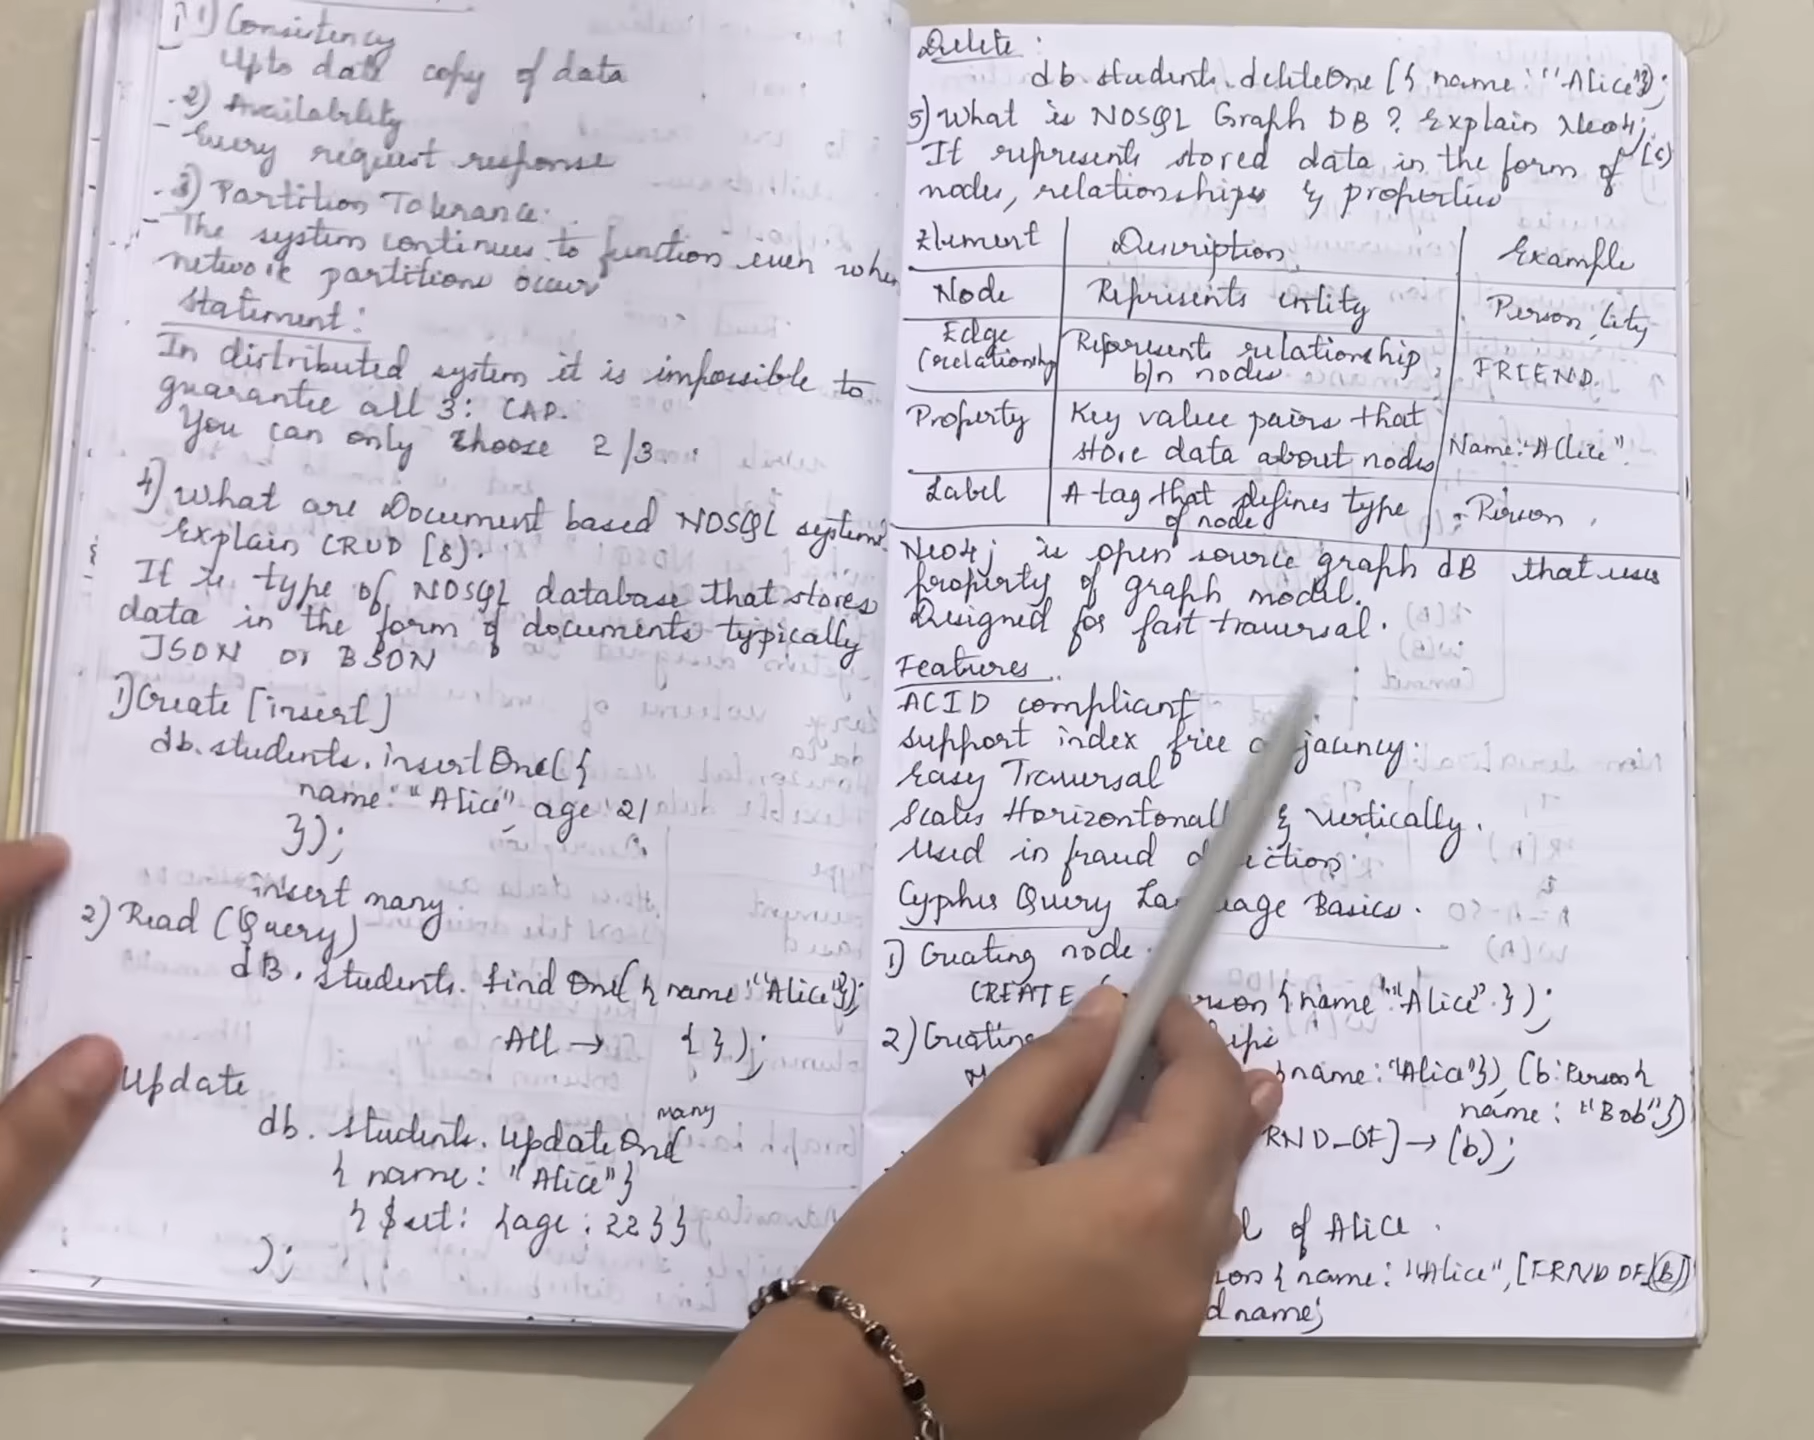 1) Consistency
Upto date copy of data
2) Availability
- Every request response
3) Partition Tolerance:
- The system continues to function even when
network partitions occur
Statement:
In distributed system it is impossible to
guarantee all 3: CAP.
You can only choose 2/3
4) What are Document based NOSQL systems
Explain CRUD [8].
It is type of NOSQL database that stores
data in the form of documents typically
JSON or BSON
1) Create [insert]
db.students.insertOne({
name: "Alice", age: 21
});
insert many
2) Read (Query)
dB.students.findOne({name: "Alice"});
All → { });
Update
many
db.students.UpdateOne(
{ name: "Alice" }
{ $set: {age: 22}}
);
Delete:
db students.deleteOne({ name: "Alice"});
5) What is NOSQL Graph DB? Explain Neo4j.
It represents stored data in the form of
nodes, relationships & properties
Element Description Example
Node Represents entity Person, City
Edge (relationship) Represents relationship b/n nodes FRIEND.
Property Key value pairs that store data about nodes Name: "Alice".
Label A tag that defines type of node :Person
Neo4j is open source graph dB that uses
property of graph model.
Designed for fast traversal.
Features
ACID compliant
Support index free
Easy Traversal
Scales & vertically.
Used in fraud
Cypher Query Basics.
1) Creating node.
CREATE {name: "Alice" });
2) Creating
name: "Alice"}), (b:Person{
name: "Bob"})
RND_OF]→(b);
of Alice.
{name: "Alice", [FRND OF](b)
name;